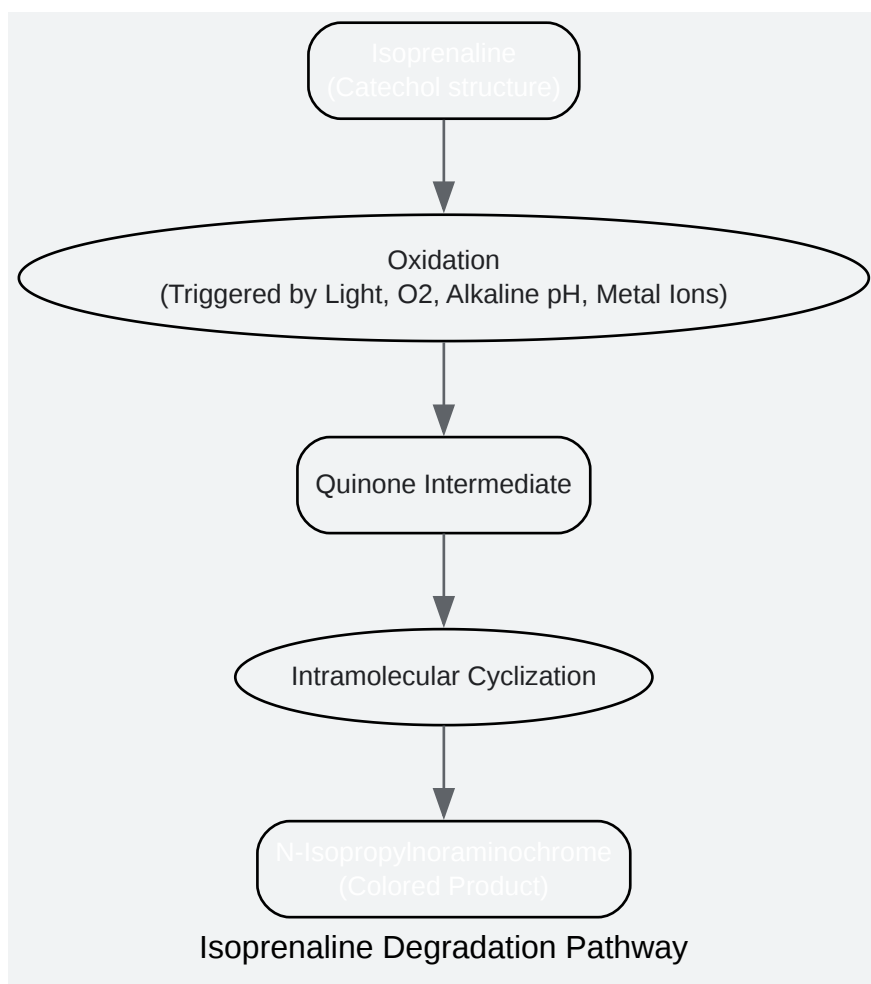 Isoprenaline
(Catechol structure)
Oxidation
(Triggered by Light, O2, Alkaline pH, Metal Ions)
Quinone Intermediate
Intramolecular Cyclization
N-Isopropylnoraminochrome
(Colored Product)
Isoprenaline Degradation Pathway